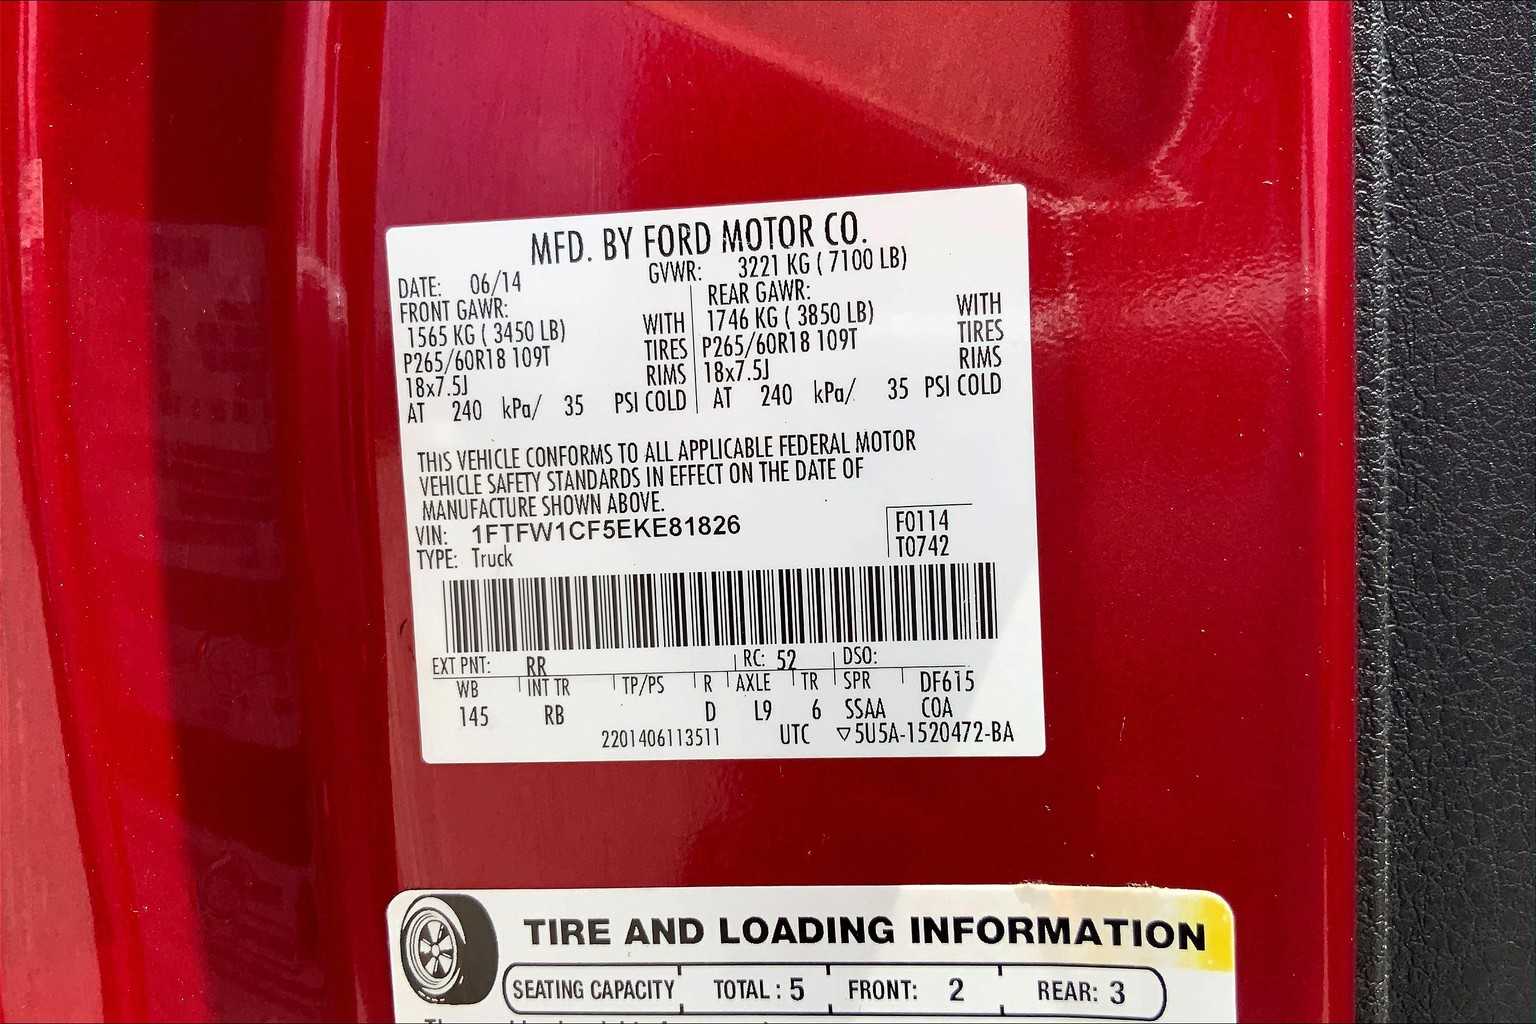 MFD. BY FORD MOTOR CO.
DATE: 06/14 GVWR: 3221 KG ( 7100 LB)
FRONT GAWR: REAR GAWR:
1565 KG ( 3450 LB) WITH 1746 KG ( 3850 LB) WITH
P265/60R18 109T TIRES P265/60R18 109T TIRES
18x7.5J RIMS 18x7.5J RIMS
AT 240 kPa/ 35 PSI COLD AT 240 kPa/ 35 PSI COLD
THIS VEHICLE CONFORMS TO ALL APPLICABLE FEDERAL MOTOR
VEHICLE SAFETY STANDARDS IN EFFECT ON THE DATE OF
MANUFACTURE SHOWN ABOVE.
VIN: 1FTFW1CF5EKE81826 F0114
TYPE: Truck T0742
EXT PNT: RR RC: 52 DSO:
WB INT TR TP/PS R AXLE TR SPR DF615
145 RB D L9 6 SSAA COA
2201406113511 UTC ▽5U5A-1520472-BA
TIRE AND LOADING INFORMATION
SEATING CAPACITY TOTAL : 5 FRONT: 2 REAR: 3